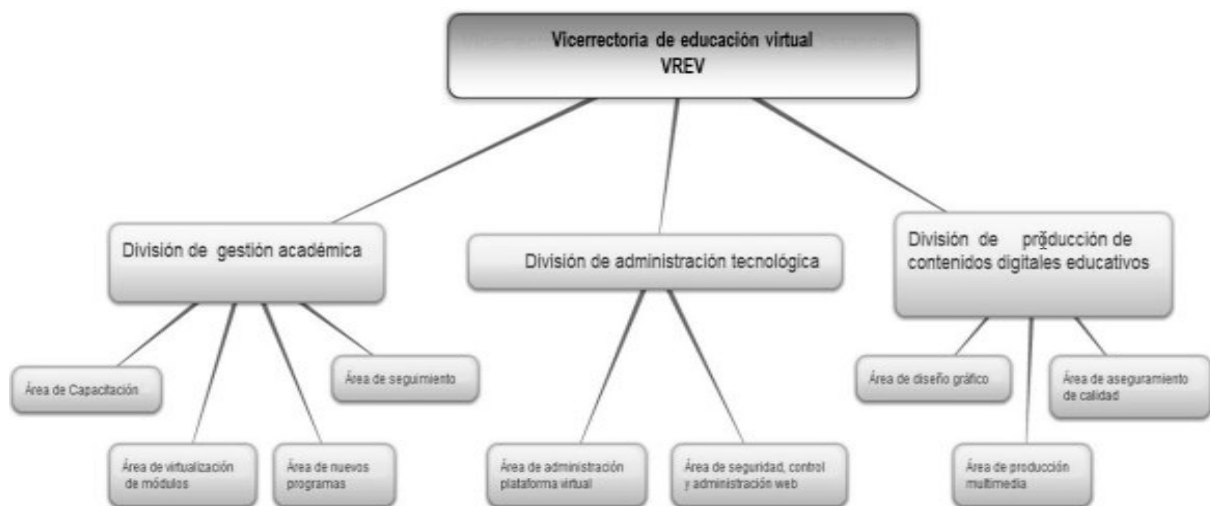 Vicerrectoría de educación virtual
VREV
División de gestión académica
División de administración tecnológica
División de producción de
contenidos digitales educativos
Área de Capacitación
Área de seguimiento
Área de virtualización
de módulos
Área de nuevos
programas
Área de administración
plataforma virtual
Área de seguridad, control
y administración web
Área de diseño gráfico
Área de aseguramiento
de calidad
Área de producción
multimedia